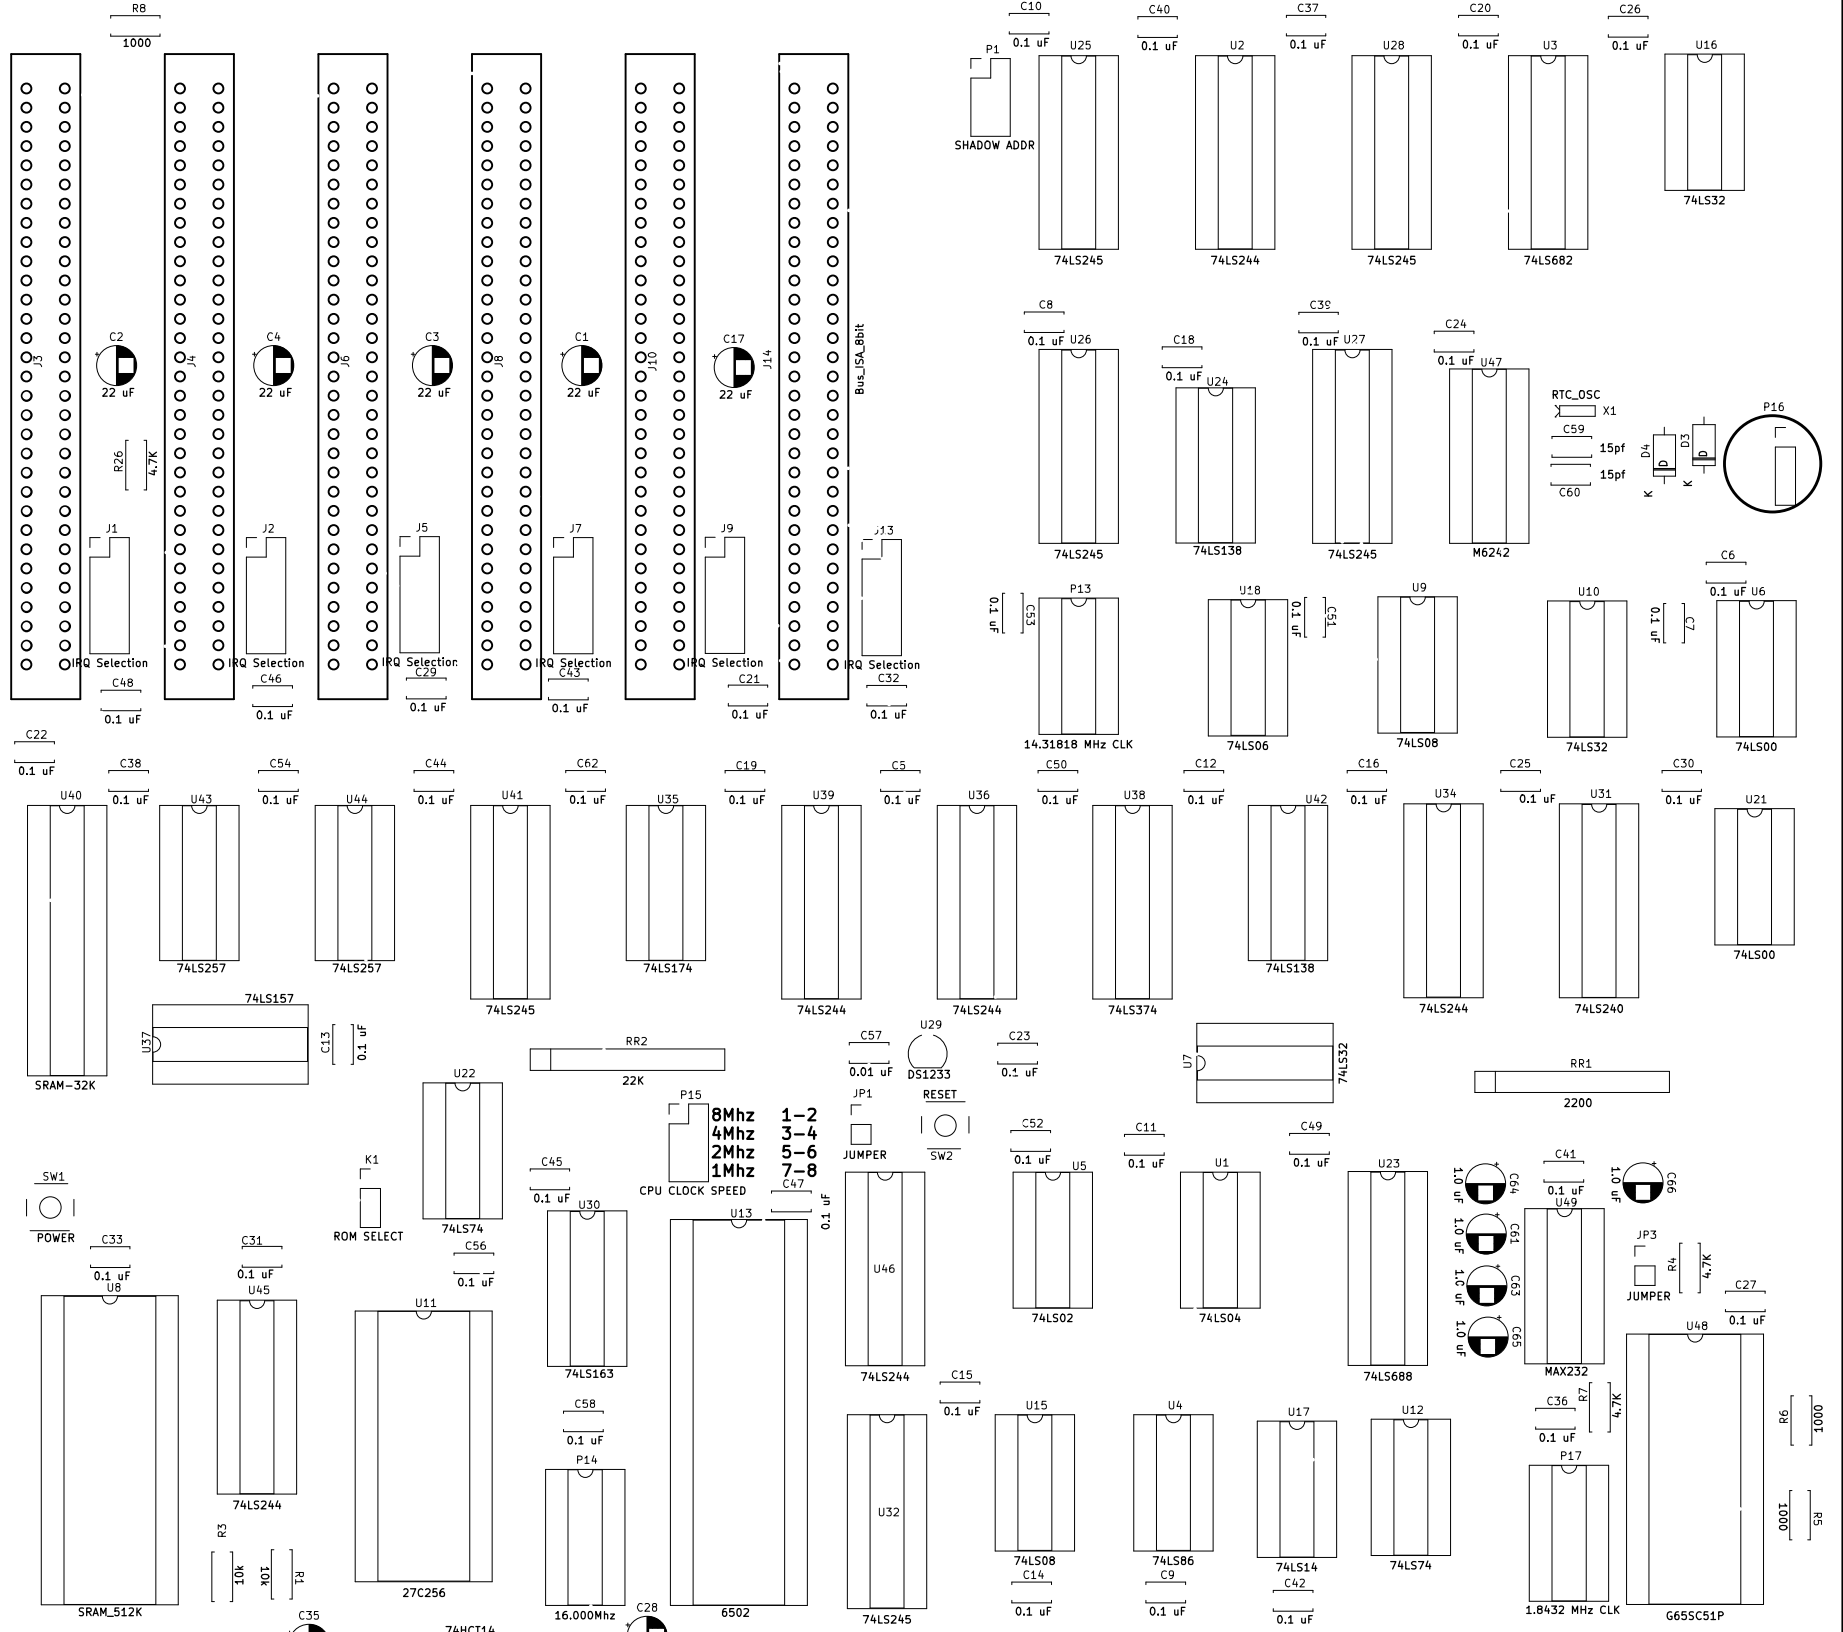 R8
1000
C10
0.1 uF
C40
0.1 uF
C37
0.1 uF
C20
0.1 uF
C26
0.1 uF
P1
SHADOW ADDR
U25
74LS245
U2
74LS244
U28
74LS245
U3
74LS682
U16
74LS32
J3
C2
22 uF
J4
C4
22 uF
J6
C3
22 uF
J8
C1
22 uF
J10
C17
22 uF
J14
Bus_ISA_8bit
C8
0.1 uF
U26
74LS245
C18
0.1 uF
U24
74LS138
C39
0.1 uF
U27
74LS245
C24
0.1 uF
U47
M6242
RTC_OSC
X1
C59
15pf
15pf
C60
D4
D
K
D3
D
K
P16
R26
4.7K
J1
IRQ Selection
J2
IRQ Selection
J5
IRQ Selection
J7
IRQ Selection
J9
IRQ Selection
J13
IRQ Selection
C48
0.1 uF
C46
0.1 uF
C29
0.1 uF
C43
0.1 uF
C21
0.1 uF
C32
0.1 uF
0.1 uF
C53
P13
14.31818 MHz CLK
U18
74LS06
0.1 uF
C51
U9
74LS08
U10
74LS32
0.1 uF
C7
C6
0.1 uF
U6
74LS00
C22
0.1 uF
C38
0.1 uF
C54
0.1 uF
C44
0.1 uF
C62
0.1 uF
C19
0.1 uF
C5
0.1 uF
C50
0.1 uF
C12
0.1 uF
C16
0.1 uF
C25
0.1 uF
C30
0.1 uF
U40
SRAM-32K
U43
74LS257
U44
74LS257
U41
74LS245
U35
74LS174
U39
74LS244
U36
74LS244
U38
74LS374
U42
74LS138
U34
74LS244
U31
74LS240
U21
74LS00
74LS157
U37
C13
0.1 uF
RR2
22K
C57
0.01 uF
U29
DS1233
C23
0.1 uF
U7
74LS32
RR1
2200
U22
74LS74
P15
8Mhz 1-2
4Mhz 3-4
2Mhz 5-6
1Mhz 7-8
CPU CLOCK SPEED
JP1
JUMPER
RESET
SW2
C52
0.1 uF
C11
0.1 uF
C49
0.1 uF
SW1
POWER
K1
ROM SELECT
C45
0.1 uF
C47
0.1 uF
C33
0.1 uF
C31
0.1 uF
C56
0.1 uF
U30
74LS163
U13
6502
U46
74LS244
U5
74LS02
U1
74LS04
U23
74LS688
1.0 uF
C64
1.0 uF
C61
C63
1.0 uF
C65
C41
0.1 uF
U49
MAX232
1.0 uF
C66
JP3
JUMPER
R4
4.7K
C27
0.1 uF
U8
SRAM_512K
U45
74LS244
U11
27C256
C58
0.1 uF
P14
16.000Mhz
C15
0.1 uF
U32
74LS245
U15
74LS08
U4
74LS86
U17
74LS14
U12
74LS74
R7
4.7K
C36
0.1 uF
P17
1.8432 MHz CLK
U48
G65SC51P
R6
1000
1000
R5
R3
10k
R1
C14
0.1 uF
C9
0.1 uF
C42
0.1 uF
C35
74HCT14
C28